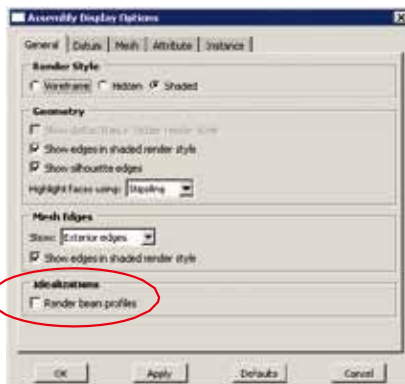 Assembly Display Options
General Datum Mesh Attribute Instance
Render Style
Wireframe Hidden Shaded
Geometry
Show edges in shaded render style
Show silhouette edges
Highlight faces using: Stippling
Mesh Edges
Show: Exterior edges
Show edges in shaded render style
Idealizations
Render beam profiles
OK Apply Defaults Cancel